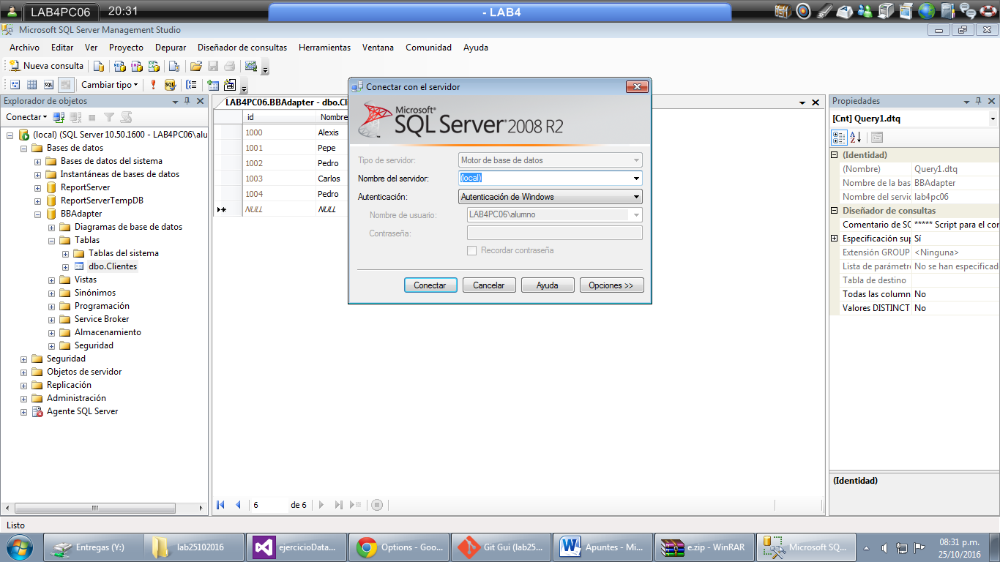 LAB4PC06
20:31
- LAB4
Microsoft SQL Server Management Studio
Archivo Editar Ver Proyecto Depurar Diseñador de consultas Herramientas Ventana Comunidad Ayuda
Nueva consulta
Cambiar tipo
Explorador de objetos
Conectar
(local) (SQL Server 10.50.1600 - LAB4PC06\alu
Bases de datos
Bases de datos del sistema
Instantáneas de bases de datos
ReportServer
ReportServerTempDB
BBAdapter
Diagramas de base de datos
Tablas
Tablas del sistema
dbo.Clientes
Vistas
Sinónimos
Programación
Service Broker
Almacenamiento
Seguridad
Seguridad
Objetos de servidor
Replicación
Administración
Agente SQL Server
LAB4PC06.BBAdapter - dbo.Cl
id Nombre
1000 Alexis
1001 Pepe
1002 Pedro
1003 Carlos
1004 Pedro
NULL NULL
6 de 6
Conectar con el servidor
Microsoft®
SQL Server 2008 R2
Tipo de servidor: Motor de base de datos
Nombre del servidor: (local)
Autenticación: Autenticación de Windows
Nombre de usuario: LAB4PC06\alumno
Contraseña:
Recordar contraseña
Conectar Cancelar Ayuda Opciones >>
Propiedades
[Cnt] Query1.dtq
(Identidad)
(Nombre) Query1.dtq
Nombre de la bas BBAdapter
Nombre del servic lab4pc06
Diseñador de consultas
Comentario de SC ***** Script para el cor
Especificación sup Sí
Extensión GROUP <Ninguna>
Lista de parámetro No se han especificad
Tabla de destino
Todas las column No
Valores DISTINCT No
(Identidad)
Listo
Entregas (Y:)
lab25102016
ejercicioData...
Options - Goo...
Git Gui (lab25...
Apuntes - Mi...
e.zip - WinRAR
Microsoft SQ...
08:31 p.m.
25/10/2016